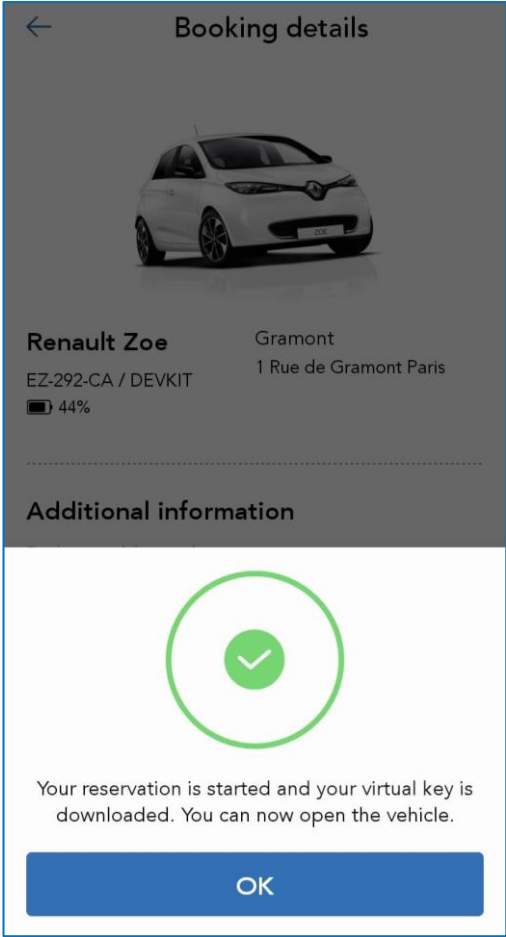 Booking details
ZOE
Renault Zoe
Gramont
EZ-292-CA / DEVKIT
1 Rue de Gramont Paris
44%
Additional information
Your reservation is started and your virtual key is
downloaded. You can now open the vehicle.
OK